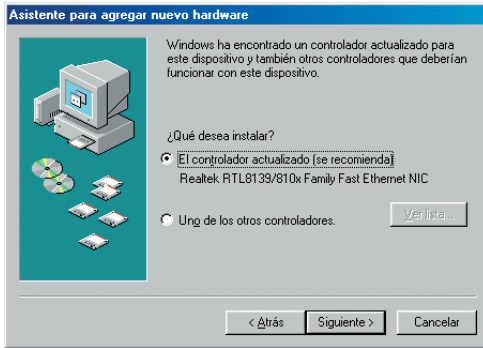 Asistente para agregar nuevo hardware
Windows ha encontrado un controlador actualizado para
este dispositivo y también otros controladores que deberían
funcionar con este dispositivo.
¿Qué desea instalar?
El controlador actualizado (se recomienda)
Realtek RTL8139/810x Family Fast Ethernet NIC
Uno de los otros controladores.
Ver lista...
< Atrás
Siguiente >
Cancelar